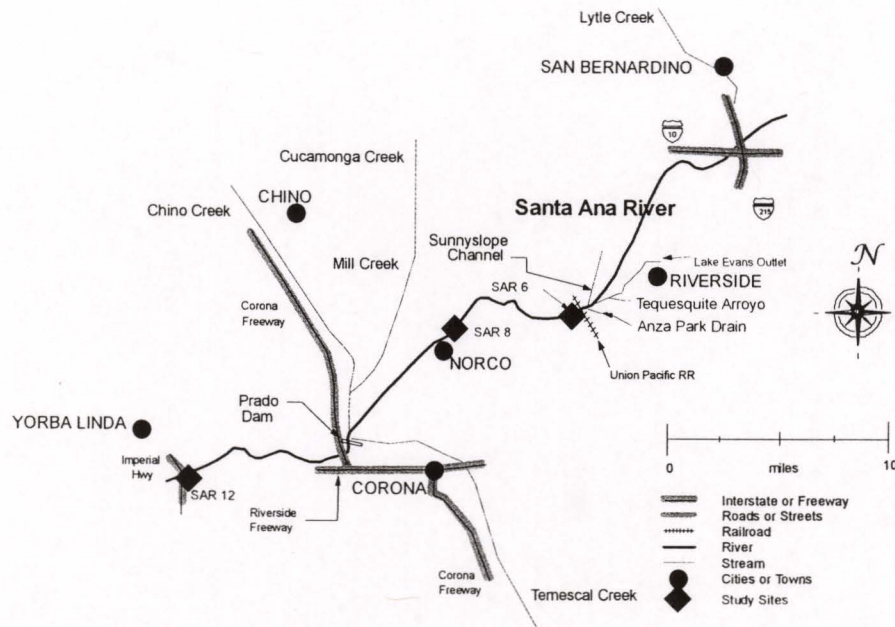 Lytle Creek
SAN BERNARDINO
10
215
Cucamonga Creek
CHINO
Chino Creek
Santa Ana River
Mill Creek
Sunnyslope
Channel
Lake Evans Outlet
RIVERSIDE
SAR 6
Tequesquite Arroyo
Anza Park Drain
N
Corona
Freeway
SAR 8
NORCO
Union Pacific RR
Prado
Dam
YORBA LINDA
Imperial
Hwy
SAR 12
CORONA
Riverside
Freeway
Corona
Freeway
Temescal Creek
0 10
miles
Interstate or Freeway
Roads or Streets
Railroad
River
Stream
Cities or Towns
Study Sites